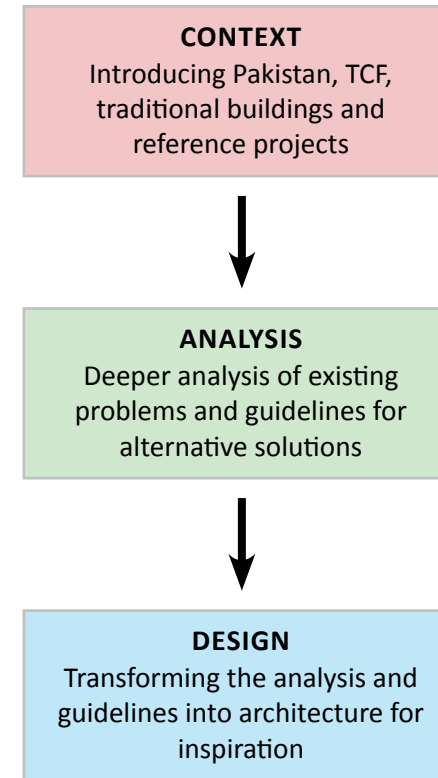 CONTEXT
Introducing Pakistan, TCF,
traditional buildings and
reference projects
ANALYSIS
Deeper analysis of existing
problems and guidelines for
alternative solutions
DESIGN
Transforming the analysis and
guidelines into architecture for
inspiration